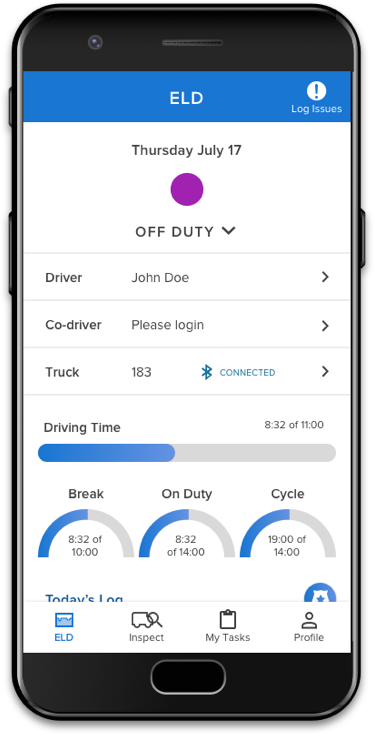 ELD
Log Issues
Thursday July 17
OFF DUTY
Driver John Doe
Co-driver Please login
Truck 183 CONNECTED
Driving Time 8:32 of 11:00
Break On Duty Cycle
8:32 of
10:00
8:32
of 14:00
19:00 of
14:00
Today's Log
ELD Inspect My Tasks Profile